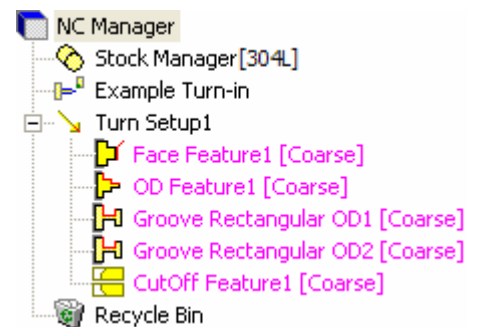 NC Manager
Stock Manager[304L]
Example Turn-in
Turn Setup1
Face Feature1 [Coarse]
OD Feature1 [Coarse]
Groove Rectangular OD1 [Coarse]
Groove Rectangular OD2 [Coarse]
CutOff Feature1 [Coarse]
Recycle Bin